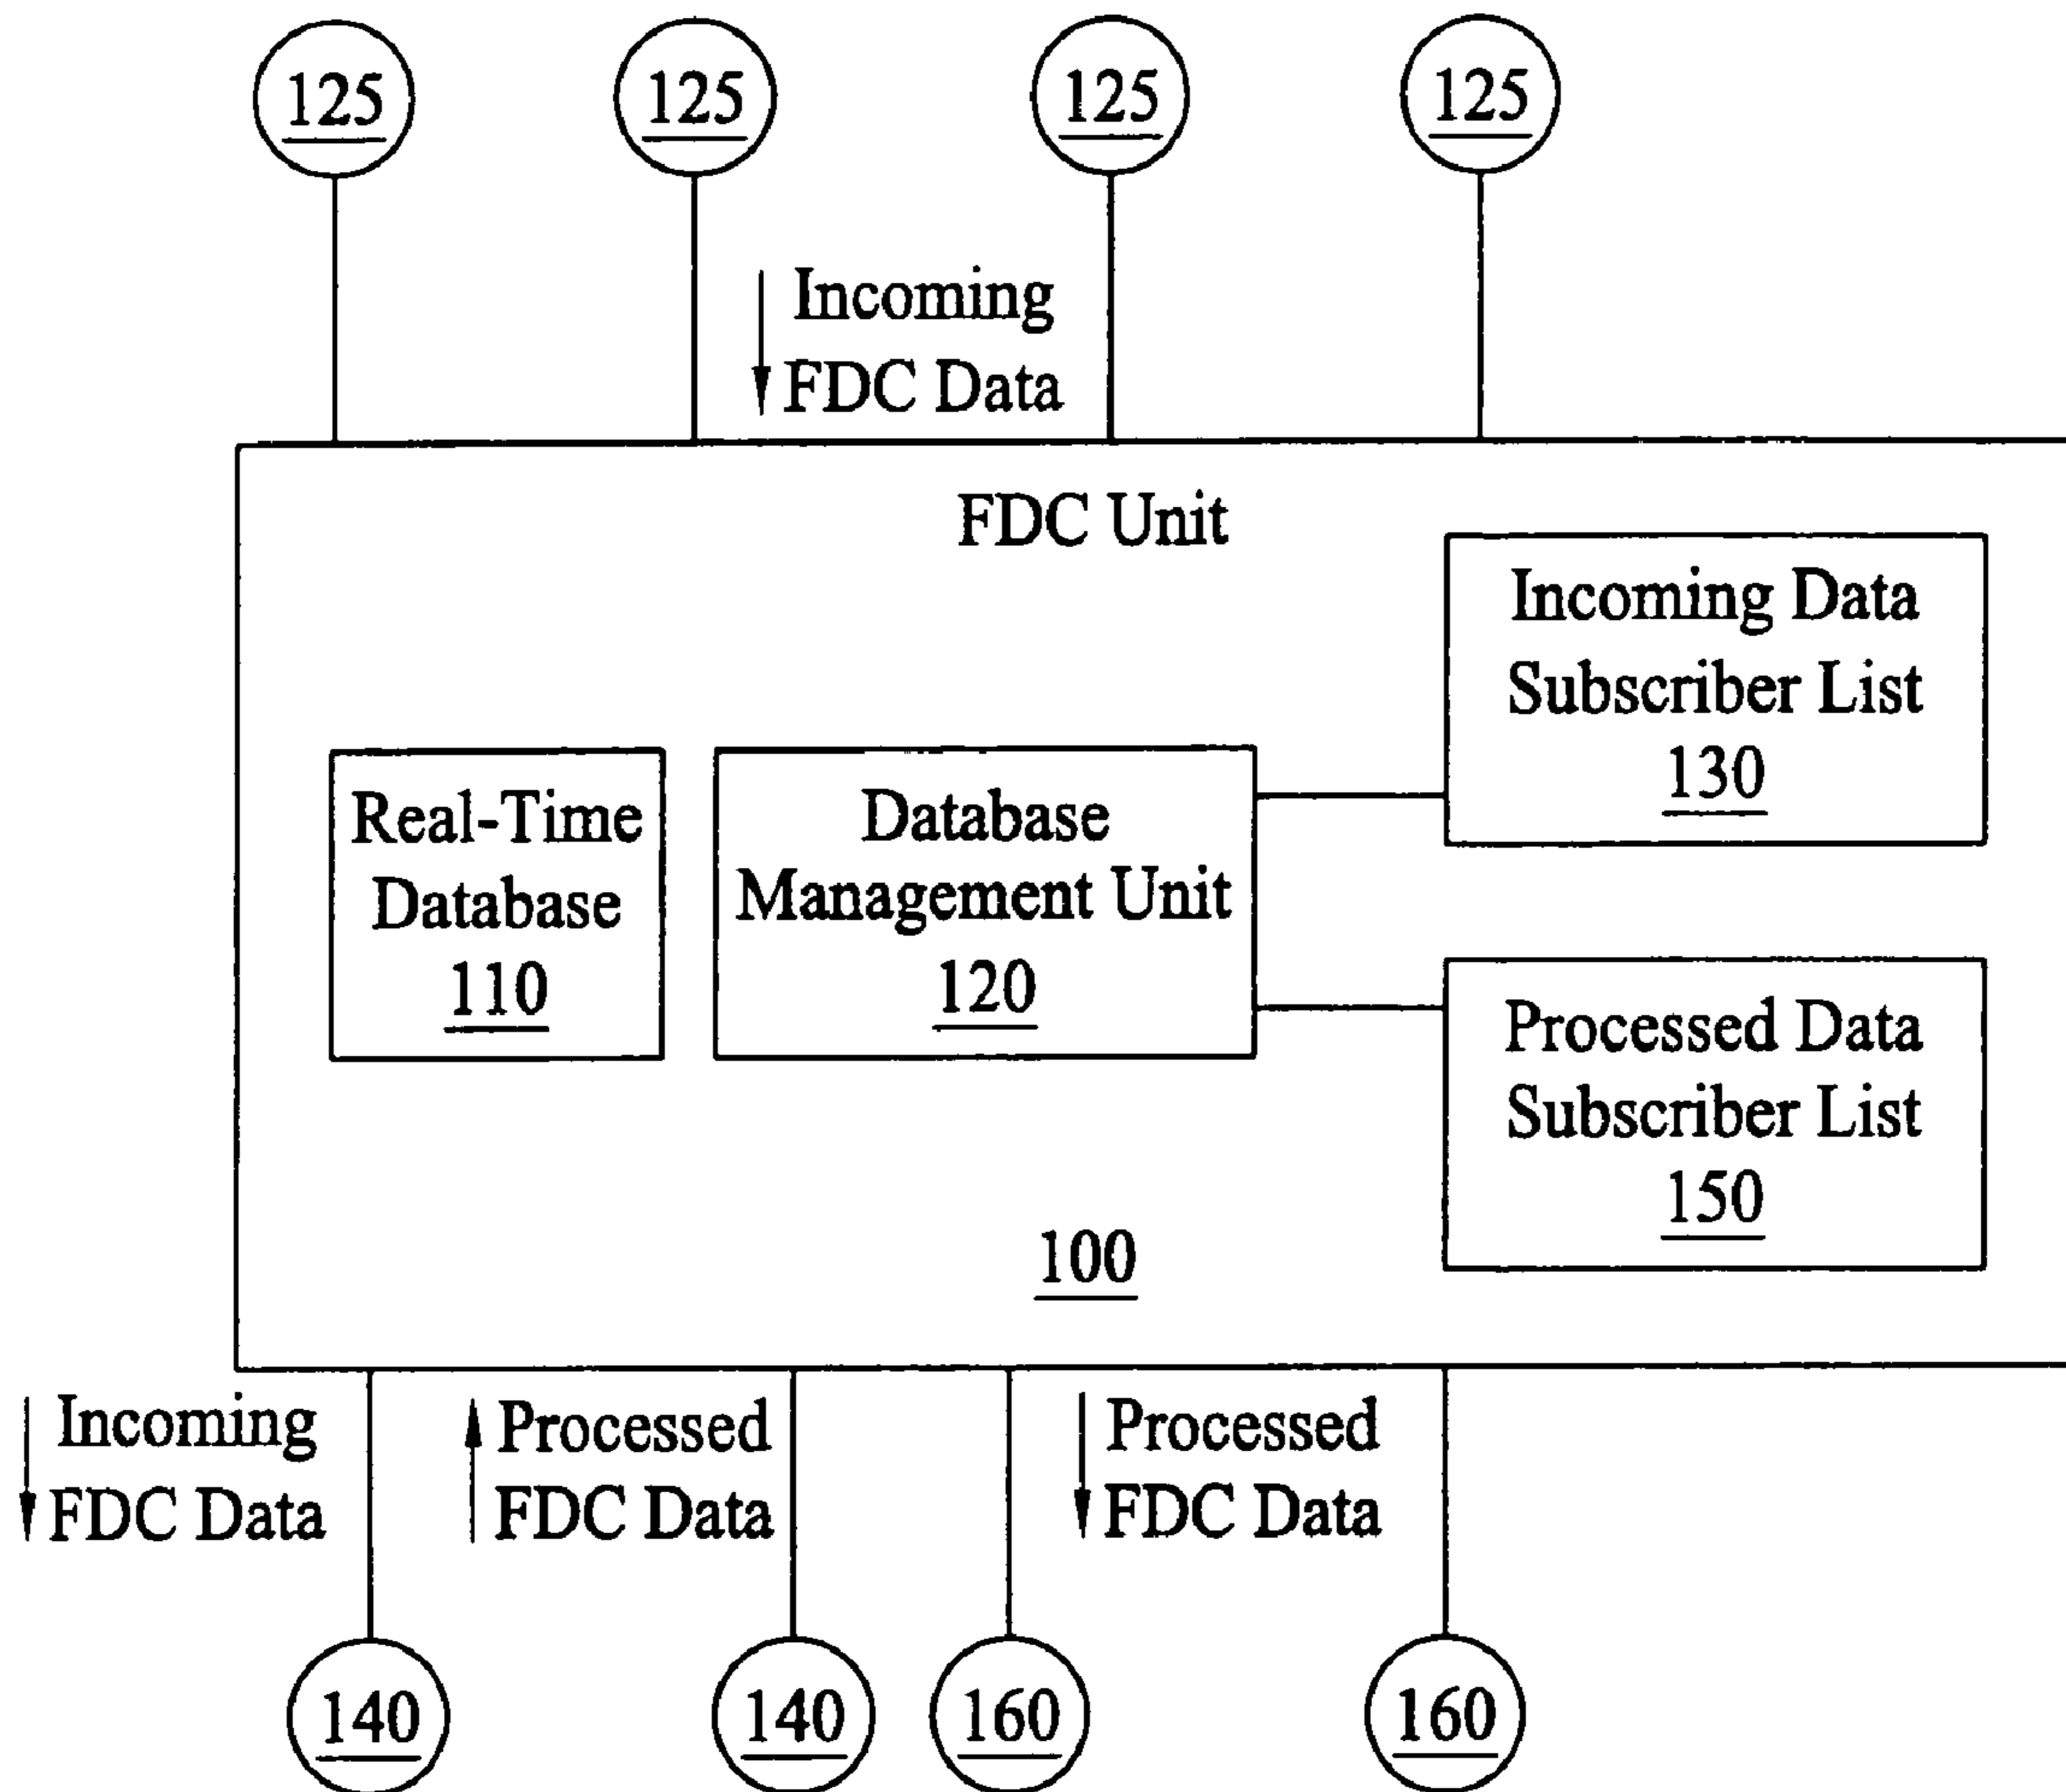 125
125
125
125
Incoming
FDC Data
FDC Unit
Incoming Data
Subscriber List
130
Real-Time
Database
110
Database
Management Unit
120
Processed Data
Subscriber List
150
100
Incoming
FDC Data
Processed
FDC Data
Processed
FDC Data
140
140
160
160